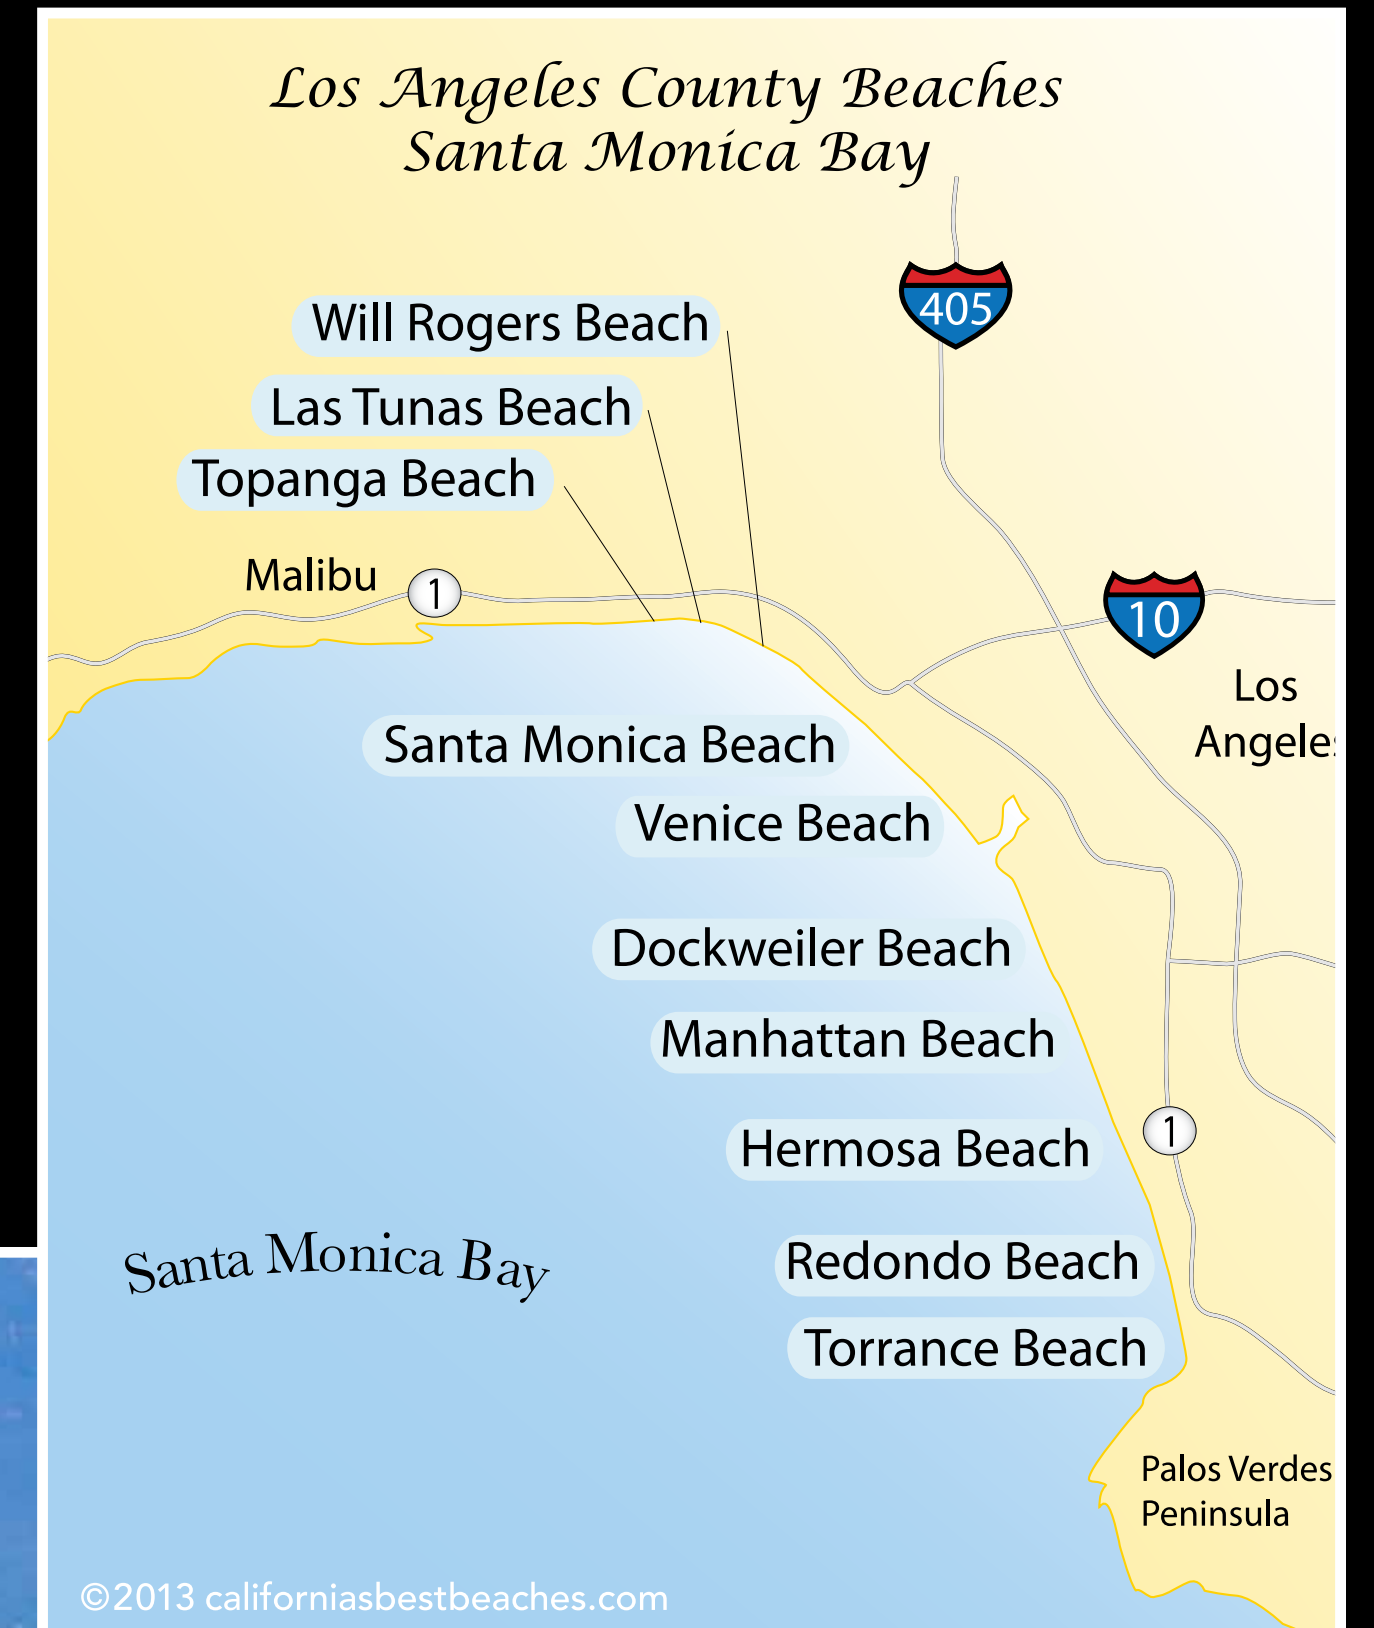 Los Angeles County Beaches
Santa Monica Bay
405
Will Rogers Beach
Las Tunas Beach
Topanga Beach
Malibu
1
10
Los
Angeles
Santa Monica Beach
Venice Beach
Dockweiler Beach
Manhattan Beach
1
Hermosa Beach
Santa Monica Bay
Redondo Beach
Torrance Beach
Palos Verdes
Peninsula
©2013 californiasbestbeaches.com